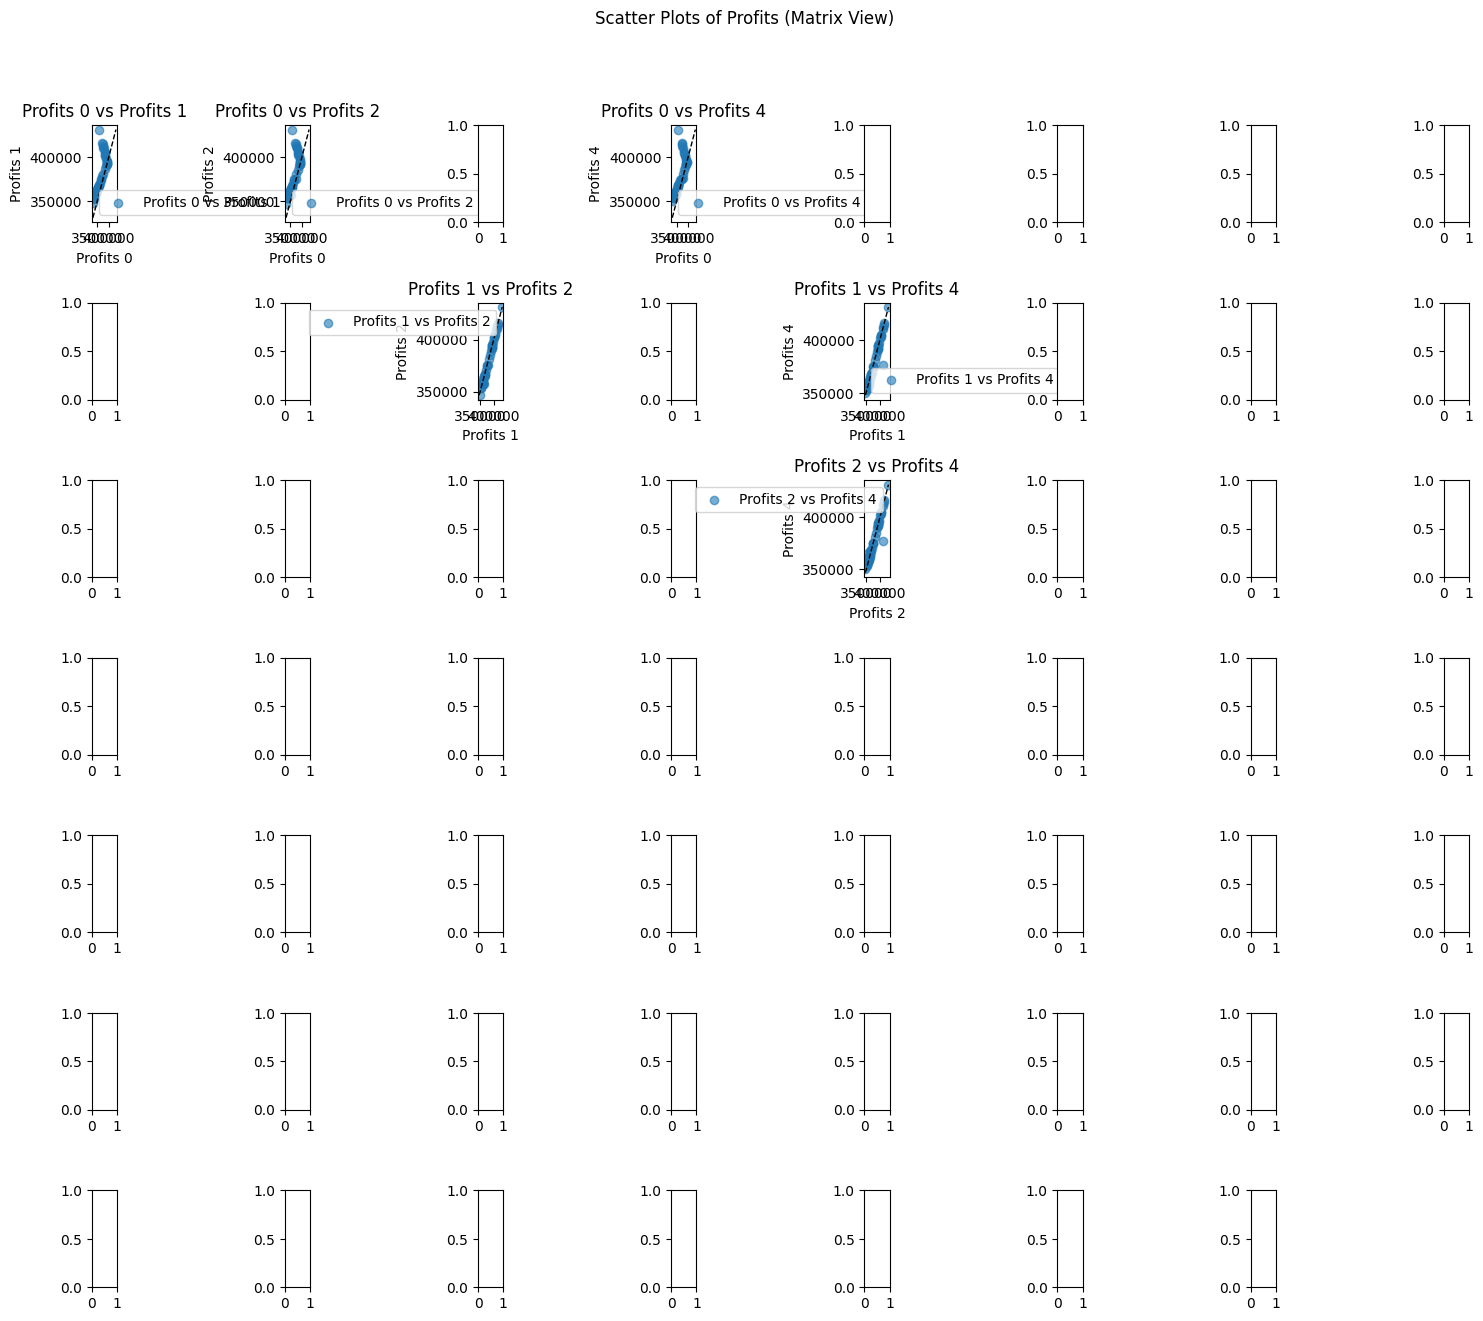 Scatter Plots of Profits (Matrix View)
Profits 0 vs Profits 1 Profits 0 vs Profits 2 Profits 0 vs Profits 4
1.0 1.0 1.0 1.0 1.0
Profits 1 Profits 2 Profits 4
400000 400000 400000
0.5 0.5 0.5 0.5 0.5
350000 350000 350000
Profits 0 vs Profits 1 Profits 0 vs Profits 2 Profits 0 vs Profits 4
0.0 0.0 0.0 0.0 0.0
350000 400000 350000 400000 0 1 350000 400000 0 1 0 1 0 1 0 1
Profits 0 Profits 0 Profits 0
Profits 1 vs Profits 2 Profits 1 vs Profits 4
1.0 1.0 1.0 1.0 1.0 1.0
Profits 1 vs Profits 2
400000 400000
Profits 2 Profits 4
0.5 0.5 0.5 0.5 0.5 0.5
Profits 1 vs Profits 4
350000 350000
0.0 0.0 0.0 0.0 0.0 0.0
0 1 0 1 350000 400000 0 1 350000 400000 0 1 0 1 0 1
Profits 1 Profits 1
Profits 2 vs Profits 4
1.0 1.0 1.0 1.0 1.0 1.0 1.0
Profits 2 vs Profits 4
400000
Profits 4
0.5 0.5 0.5 0.5 0.5 0.5 0.5
350000
0.0 0.0 0.0 0.0 0.0 0.0 0.0
0 1 0 1 0 1 0 1 350000 400000 0 1 0 1 0 1
Profits 2
1.0 1.0 1.0 1.0 1.0 1.0 1.0 1.0
0.5 0.5 0.5 0.5 0.5 0.5 0.5 0.5
0.0 0.0 0.0 0.0 0.0 0.0 0.0 0.0
0 1 0 1 0 1 0 1 0 1 0 1 0 1 0 1
1.0 1.0 1.0 1.0 1.0 1.0 1.0 1.0
0.5 0.5 0.5 0.5 0.5 0.5 0.5 0.5
0.0 0.0 0.0 0.0 0.0 0.0 0.0 0.0
0 1 0 1 0 1 0 1 0 1 0 1 0 1 0 1
1.0 1.0 1.0 1.0 1.0 1.0 1.0 1.0
0.5 0.5 0.5 0.5 0.5 0.5 0.5 0.5
0.0 0.0 0.0 0.0 0.0 0.0 0.0 0.0
0 1 0 1 0 1 0 1 0 1 0 1 0 1 0 1
1.0 1.0 1.0 1.0 1.0 1.0 1.0
0.5 0.5 0.5 0.5 0.5 0.5 0.5
0.0 0.0 0.0 0.0 0.0 0.0 0.0
0 1 0 1 0 1 0 1 0 1 0 1 0 1